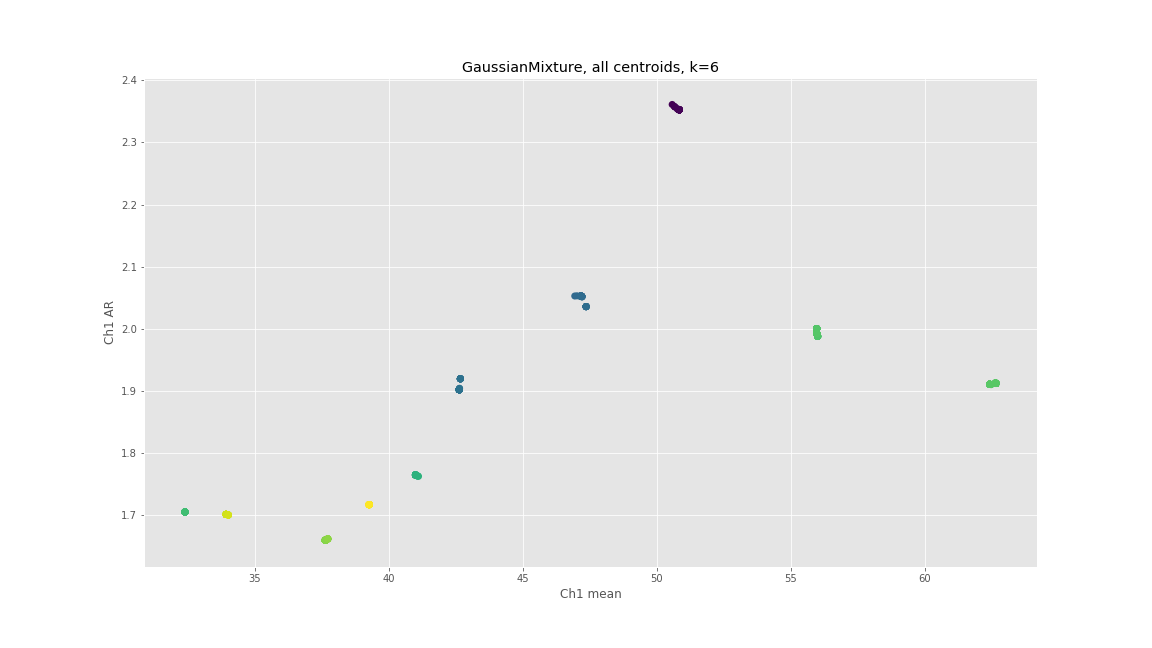 GaussianMixture, all centroids, k=6
2.4
2.3
2.2
2.1
2.0
1.9
1.8
1.7
Ch1 AR
35 40 45 50 55 60
Ch1 mean